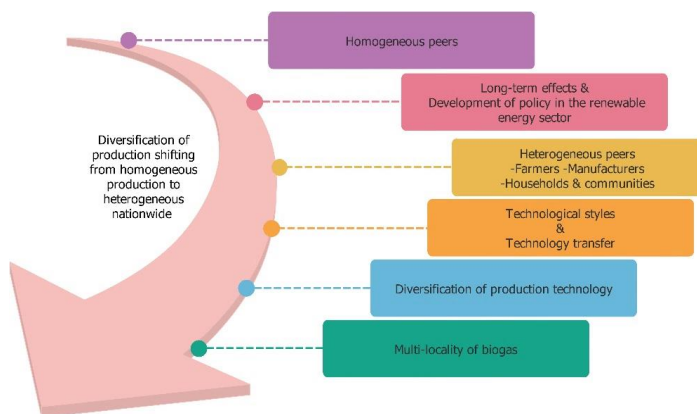 Homogeneous peers
Long-term effects &
Development of policy in the renewable
energy sector
Diversification of
production shifting
from homogeneous
production to
heterogeneous
nationwide
Heterogeneous peers
-Farmers -Manufacturers
-Households & communities
Technological styles
&
Technology transfer
Diversification of production technology
Multi-locality of biogas